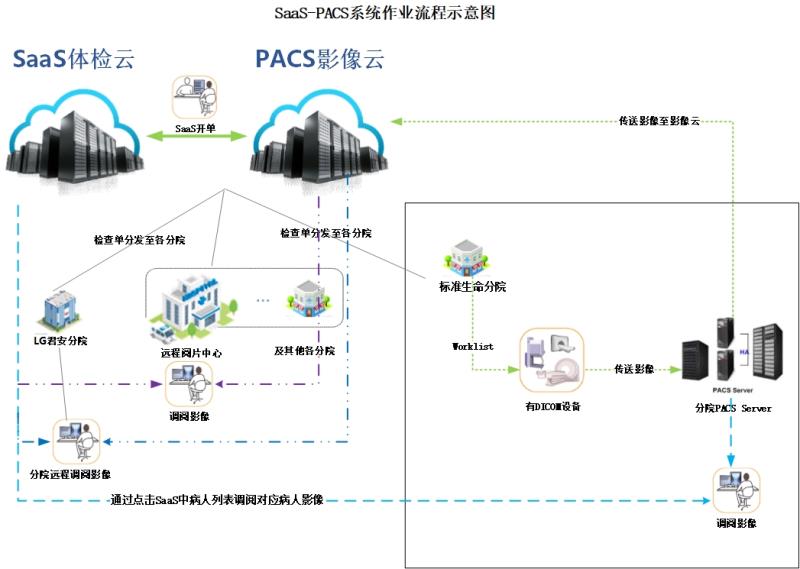 SaaS-PACS系统作业流程示意图
SaaS体检云
PACS影像云
SaaS开单
传送影像至影像云
检查单分发至各分院
检查单分发至各分院
标准生命分院
HOSPITAL
...
LG君安分院
远程阅片中心
及其他各分院
Worklist
传送影像
HA
PACS Server
有DICOM设备
分院PACS Server
调阅影像
分院远程调阅影像
通过点击SaaS中病人列表调阅对应病人影像
调阅影像